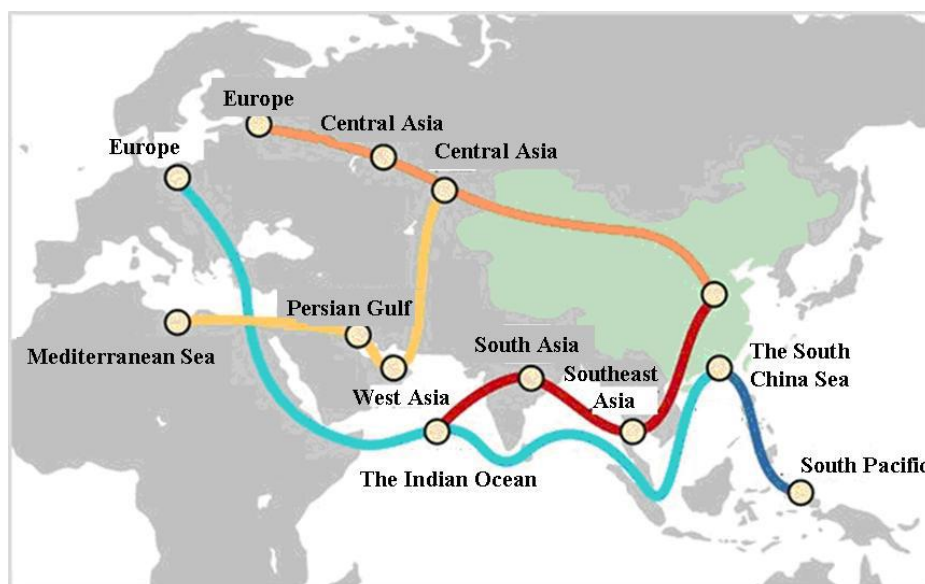 Europe
Central Asia
Europe
Central Asia
Persian Gulf
Mediterranean Sea
South Asia
The South
China Sea
Southeast
Asia
West Asia
The Indian Ocean
South Pacific